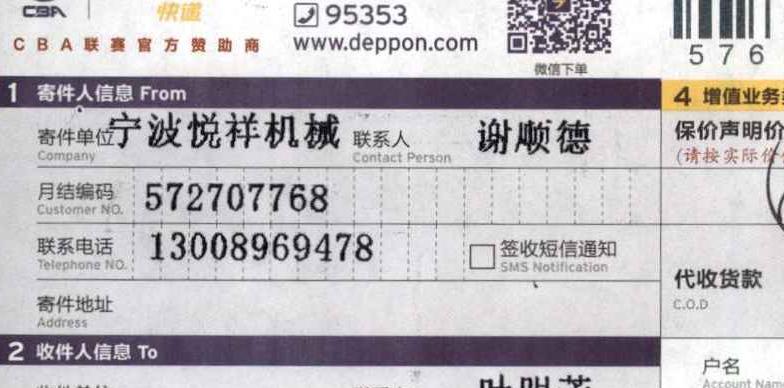 CBA 快递 95353
CBA联赛官方赞助商 www.deppon.com
微信下单
576
1 寄件人信息 From
4 增值业务
寄件单位 宁波悦祥机械 联系人 谢顺德
Company Contact Person
保价声明价
(请按实际价
月结编码 572707768
Customer NO.
联系电话 13008969478 签收短信通知
Telephone NO. SMS Notification
代收货款
C.O.D
寄件地址
Address
2 收件人信息 To
户名
Account Name